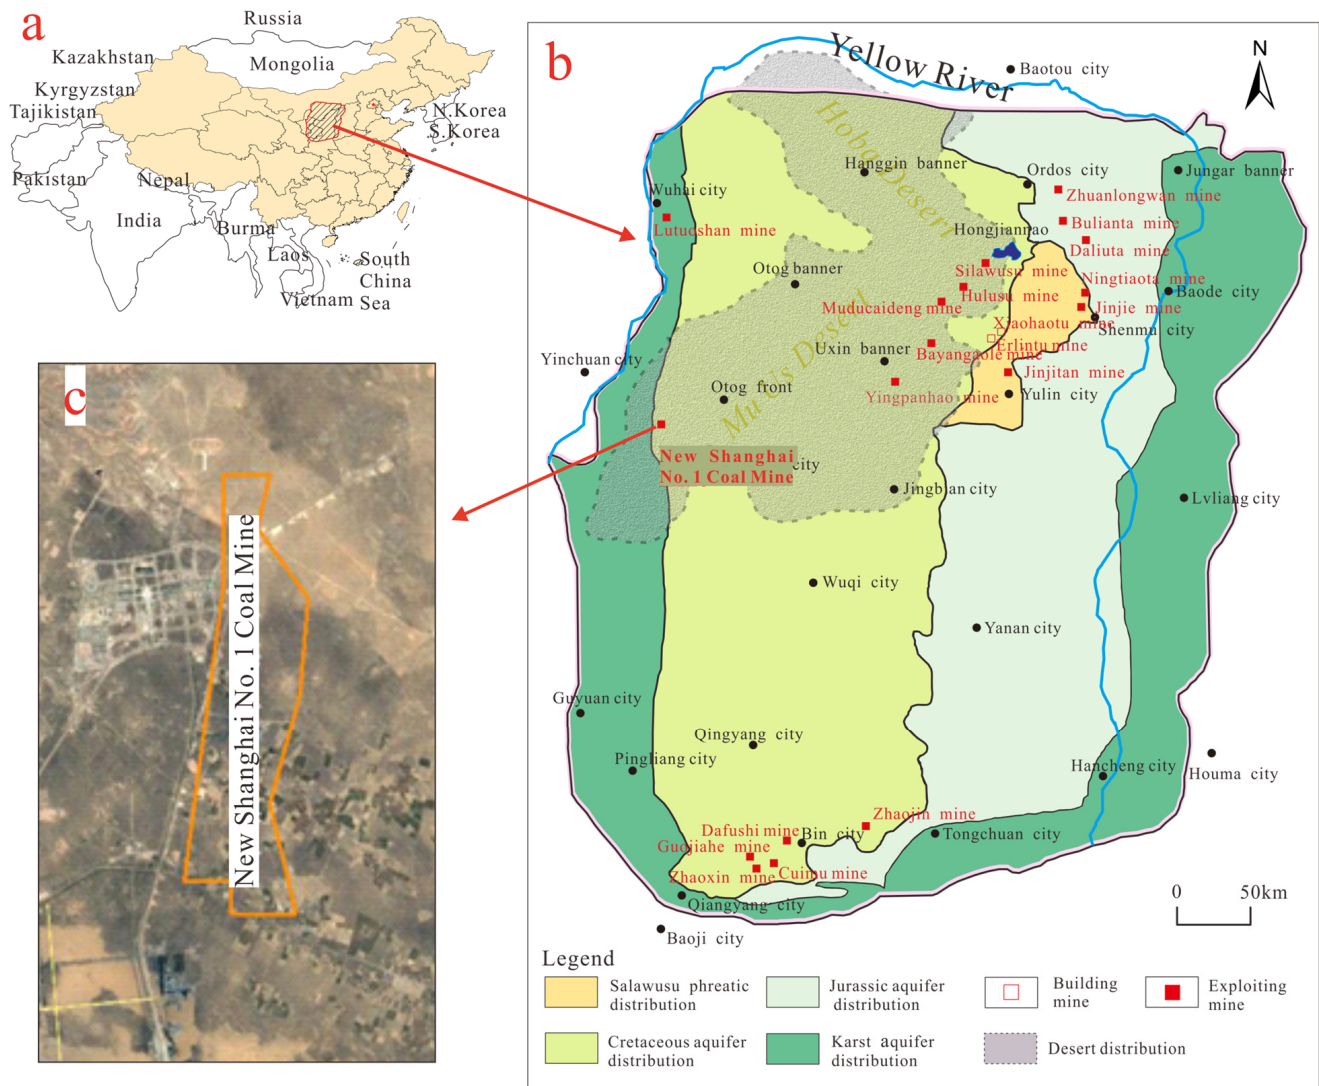 a
Russia
Kazakhstan
Mongolia
Kyrgyzstan
Tajikistan
N.Korea
S.Korea
Pakistan
Nepal
India
Burma
Laos
South
China
Sea
Vietnam
b
Yellow River
N
Baotou city
Hobq Desert
Hanggin banner
Ordos city
Jungar banner
Wuhai city
Zhuanlongwan mine
Lutuoshan mine
Bulianta mine
Hongjiannao
Daliuta mine
Otog banner
Silawusu mine
Ningtiaota mine
Hulusu mine
Baode city
Muducaideng mine
Jinjie mine
Xiaohaotu mine
Shenmu city
Mu Us Desert
Erlintu mine
Uxin banner
Bayangaole mine
Yinchuan city
Jinjitan mine
Otog front
Yingpanhao mine
Yulin city
New Shanghai
No. 1 Coal Mine
city
Jingbian city
Lvliang city
Wuqi city
Yanan city
Guyuan city
Qingyang city
Pingliang city
Hancheng city
Houma city
Zhaojin mine
Dafushi mine
Bin city
Tongchuan city
Guojiahe mine
Zhaoxin mine
Cuimu mine
Qiangyang city
Baoji city
0 50km
Legend
Salawusu phreatic
distribution
Jurassic aquifer
distribution
Building
mine
Exploiting
mine
Cretaceous aquifer
distribution
Karst aquifer
distribution
Desert distribution
c
New Shanghai No. 1 Coal Mine